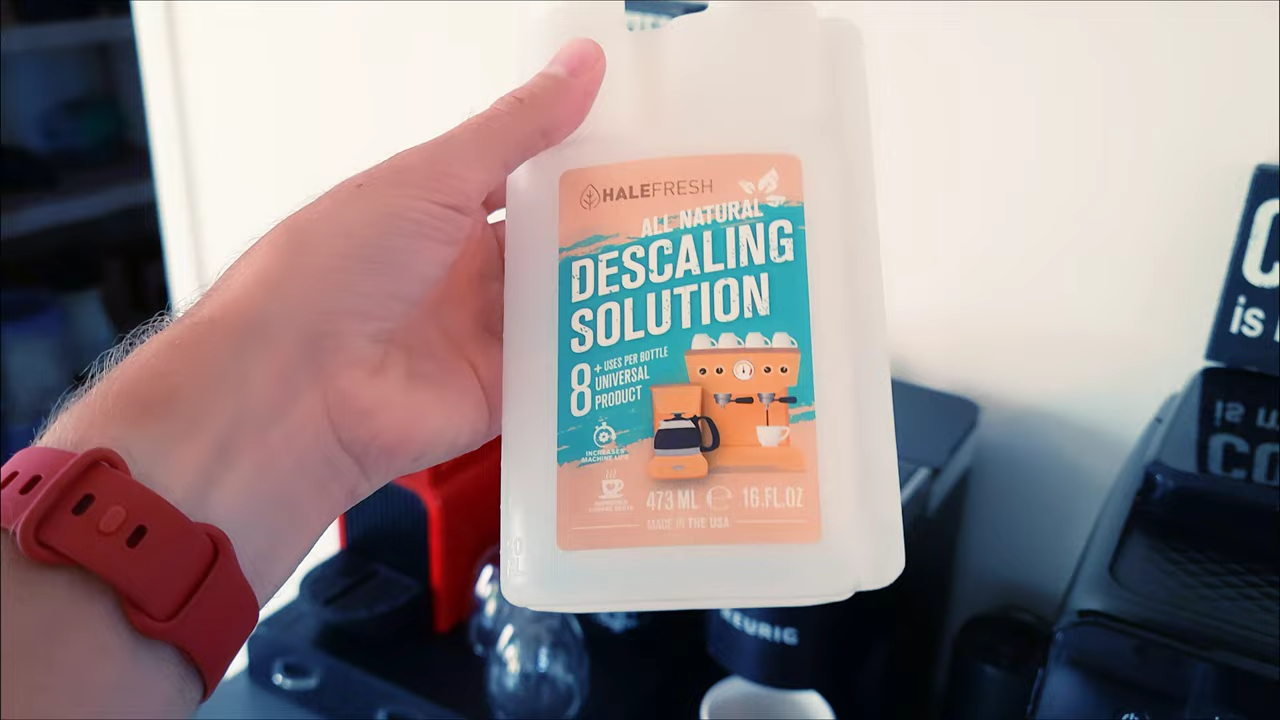 HALEFRESH
ALL NATURAL
DESCALING
SOLUTION
8+ USES PER BOTTLE
UNIVERSAL
PRODUCT
INCREASES
MACHINE LIFE
473 ML e 16.FL.OZ
MADE IN THE USA
KEURIG
is